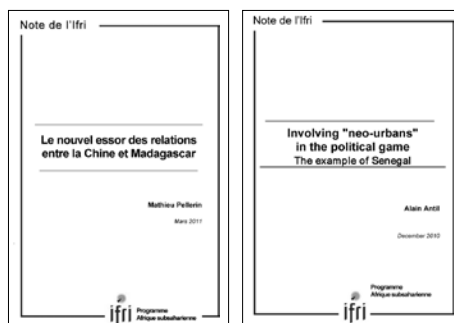 Note de l'Ifri
Le nouvel essor des relations
entre la Chine et Madagascar
Mathieu Pellerin
Mars 2011
ifri
Programme
Afrique subsaharienne
Note de l'Ifri
Involving "neo-urbans"
in the political game
The example of Senegal
Alain Antil
December 2010
ifri
Programme
Afrique subsaharienne